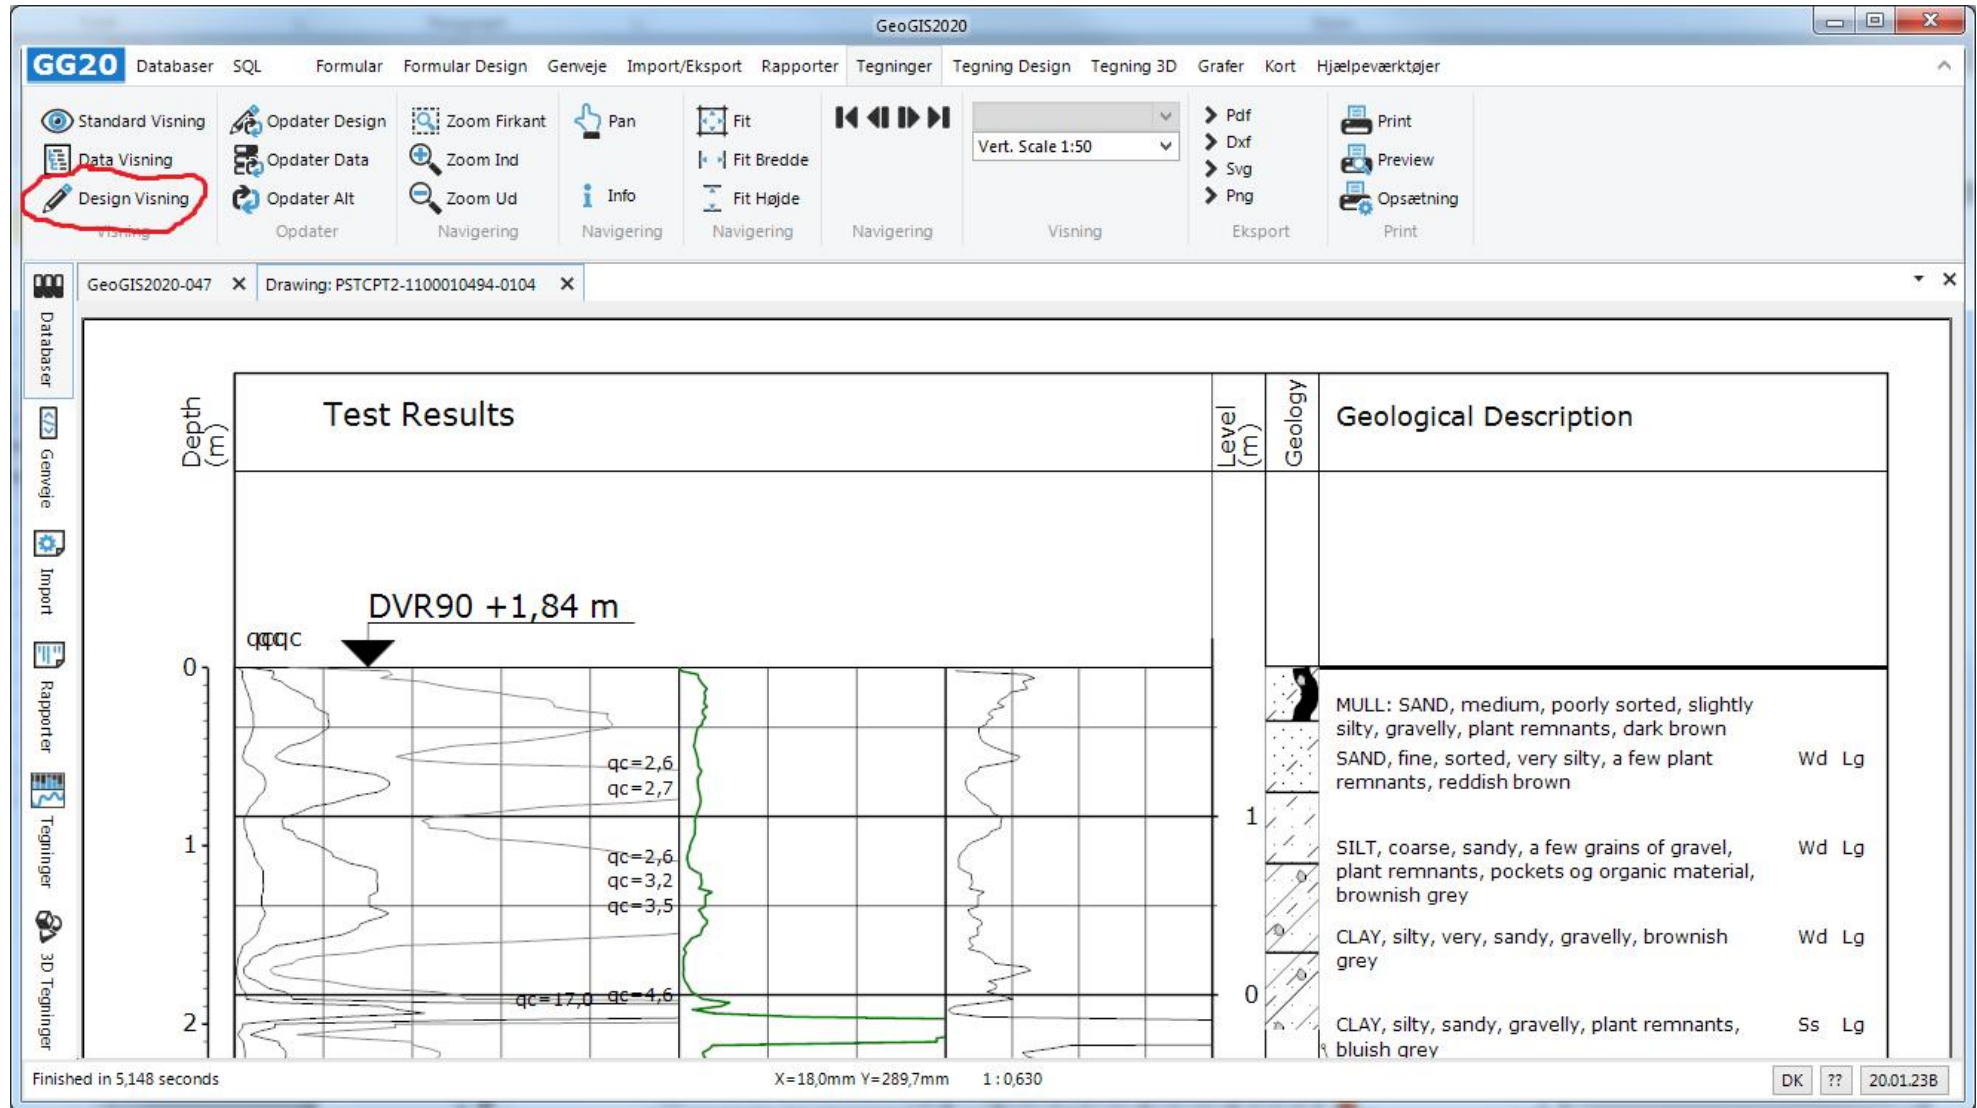 GeoGIS2020
GG20 Databaser SQL Formular Formular Design Genveje Import/Eksport Rapporter Tegninger Tegning Design Tegning 3D Grafer Kort Hjælpeværktøjer
Standard Visning
Data Visning
Design Visning
Visning
Opdater Design
Opdater Data
Opdater Alt
Opdater
Zoom Firkant
Zoom Ind
Zoom Ud
Navigering
Pan
Info
Navigering
Fit
Fit Bredde
Fit Højde
Navigering
Navigering
Vert. Scale 1:50
Visning
Pdf
Dxf
Svg
Png
Eksport
Print
Preview
Opsætning
Print
GeoGIS2020-047
Drawing: PSTCPT2-1100010494-0104
Databaser
Genveje
Import
Rapporter
Tegninger
3D Tegninger
Depth
(m)
Test Results
Level
(m)
Geology
Geological Description
DVR90 +1,84 m
0
1
2
qc=2,6
qc=2,7
qc=2,6
qc=3,2
qc=3,5
qc=17,0 qc=4,6
1
0
MULL: SAND, medium, poorly sorted, slightly
silty, gravelly, plant remnants, dark brown
SAND, fine, sorted, very silty, a few plant Wd Lg
remnants, reddish brown
SILT, coarse, sandy, a few grains of gravel, Wd Lg
plant remnants, pockets og organic material,
brownish grey
CLAY, silty, very, sandy, gravelly, brownish Wd Lg
grey
CLAY, silty, sandy, gravelly, plant remnants, Ss Lg
bluish grey
Finished in 5,148 seconds
X=18,0mm Y=289,7mm 1:0,630
DK ?? 20.01.23B